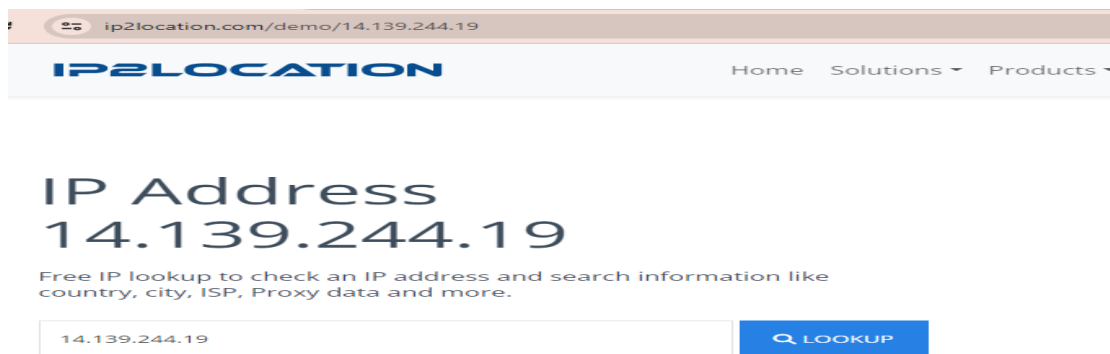 ip2location.com/demo/14.139.244.19
IP2LOCATION
Home Solutions Products
IP Address
14.139.244.19
Free IP lookup to check an IP address and search information like
country, city, ISP, Proxy data and more.
14.139.244.19
LOOKUP